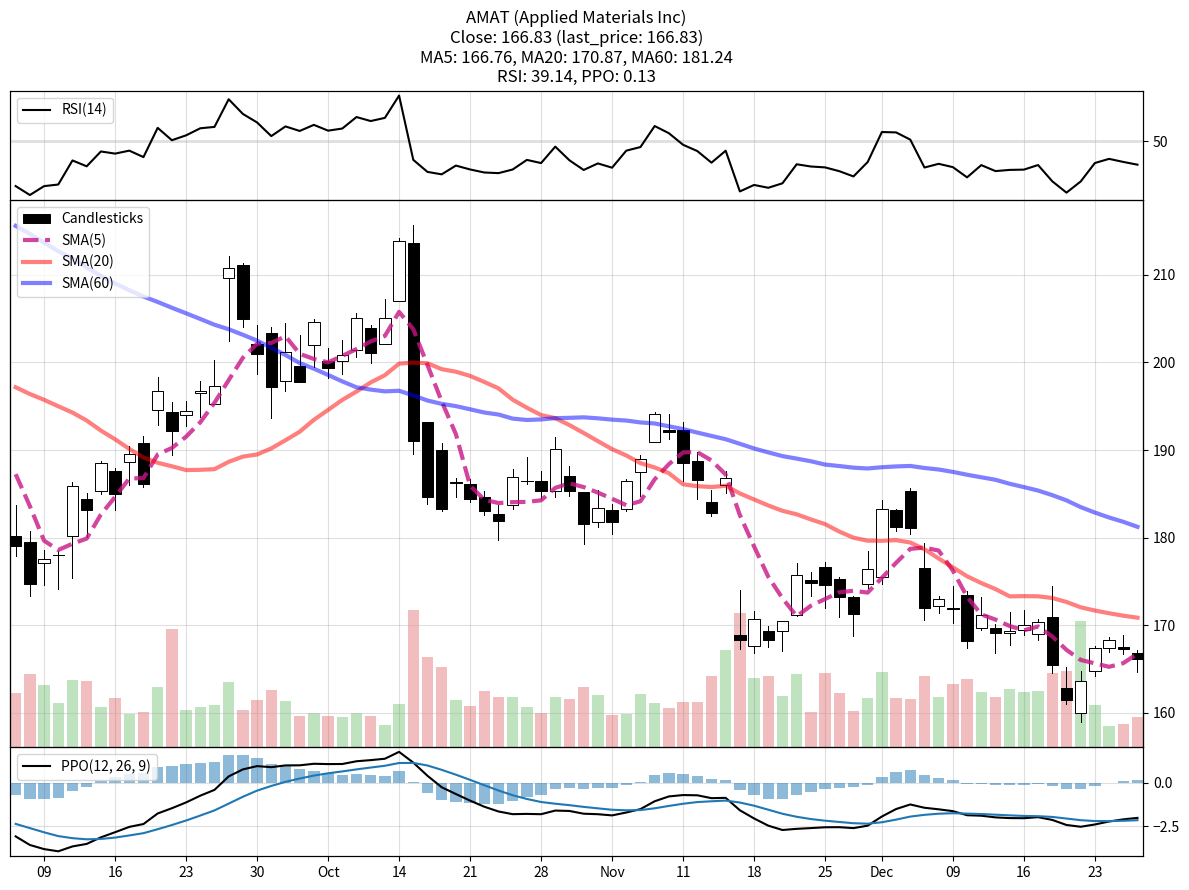 AMAT (Applied Materials Inc)
Close: 166.83 (last_price: 166.83)
MA5: 166.76, MA20: 170.87, MA60: 181.24
RSI: 39.14, PPO: 0.13
RSI(14)
50
Candlesticks
SMA(5)
SMA(20)
SMA(60)
210
200
190
180
170
160
PPO(12, 26, 9)
0.0
−2.5
09 16 23 30 Oct 14 21 28 Nov 11 18 25 Dec 09 16 23